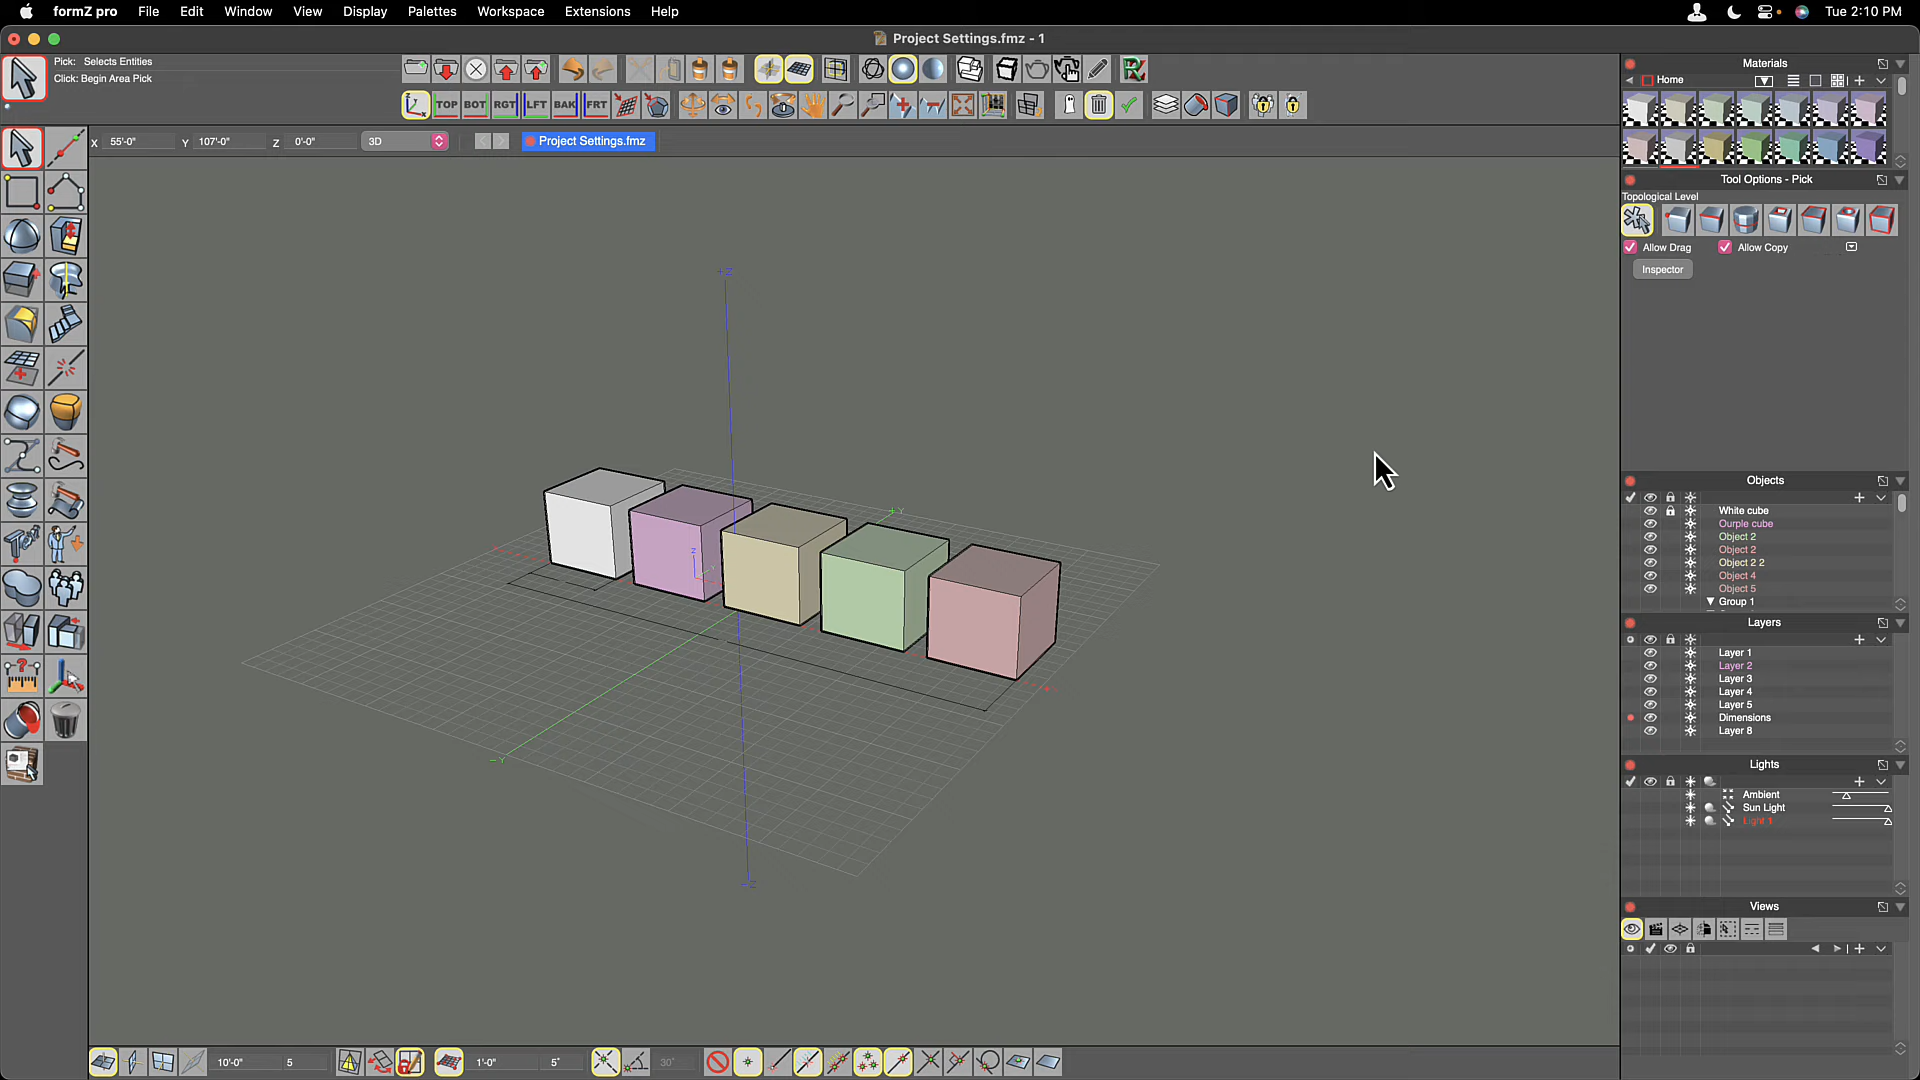 formZ pro File Edit Window View Display Palettes Workspace Extensions Help Tue 2:10 PM
Project Settings.fmz - 1
Pick: Selects Entities
Click: Begin Area Pick
TOP BOT RGT LFT BAK FRT
X 55'-0" Y 107'-0" Z 0'-0" 3D Project Settings.fmz
+Z
+Y
Z
-Y
-Z
Materials
Home
Tool Options - Pick
Topological Level
Allow Drag Allow Copy
Inspector
Objects
White cube
Ourple cube
Object 2
Object 2
Object 2 2
Object 4
Object 5
Group 1
Layers
Layer 1
Layer 2
Layer 3
Layer 4
Layer 5
Dimensions
Layer 8
Lights
Ambient
Sun Light
Light 1
Views
10'-0" 5 1'-0" 5° 30°